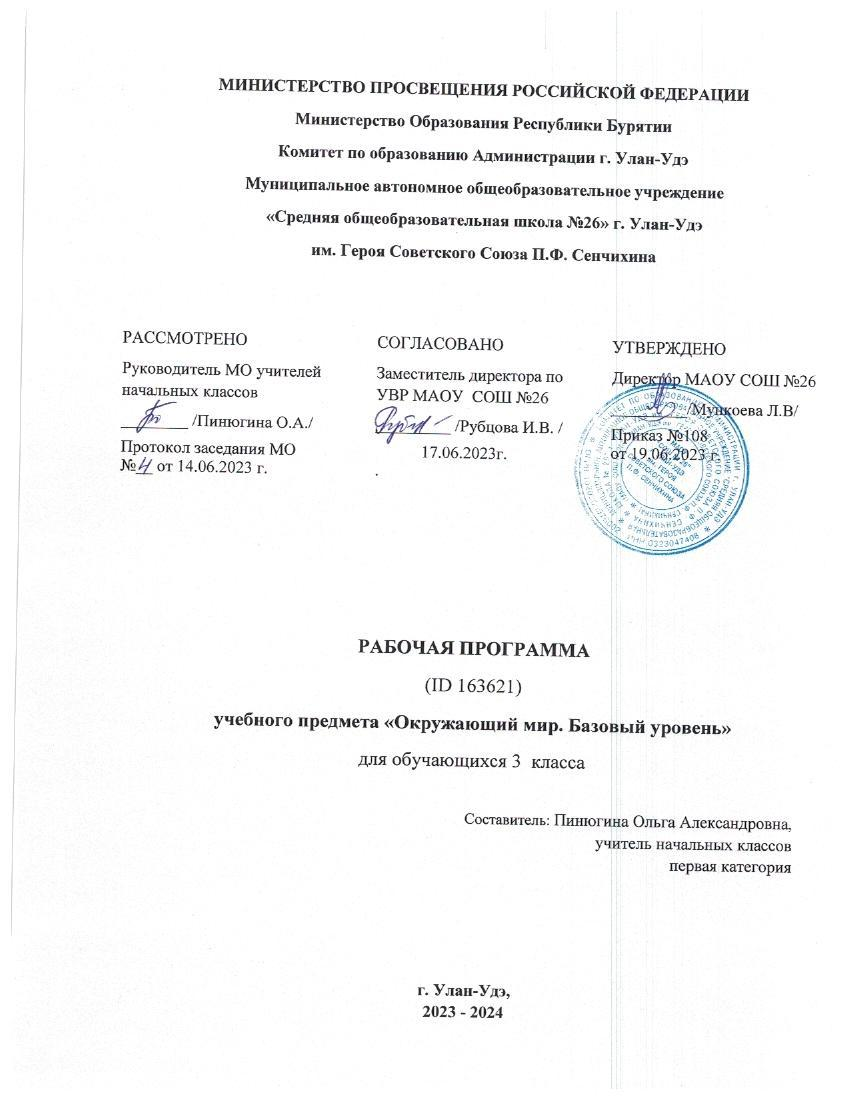 МИНИСТЕРСТВО ПРОСВЕЩЕНИЯ РОССИЙСКОЙ ФЕДЕРАЦИИ
Министерство Образования Республики Бурятии
Комитет по образованию Администрации г. Улан-Удэ
Муниципальное автономное общеобразовательное учреждение
«Средняя общеобразовательная школа №26» г. Улан-Удэ
им. Героя Советского Союза П.Ф. Сенчихина
РАССМОТРЕНО
Руководитель МО учителей
начальных классов
/Пинюгина О.А./
Протокол заседания МО
№4 от 14.06.2023 г.
СОГЛАСОВАНО
Заместитель директора по
УВР МАОУ СОШ №26
/Рубцова И.В. /
17.06.2023г.
УТВЕРЖДЕНО
Директор МАОУ СОШ №26
/Мункоева Л.В/
Приказ №108
от 19.06.2023 г.
РАБОЧАЯ ПРОГРАММА
(ID 163621)
учебного предмета «Окружающий мир. Базовый уровень»
для обучающихся 3 класса
Составитель: Пинюгина Ольга Александровна,
учитель начальных классов
первая категория
г. Улан-Удэ,
2023 - 2024